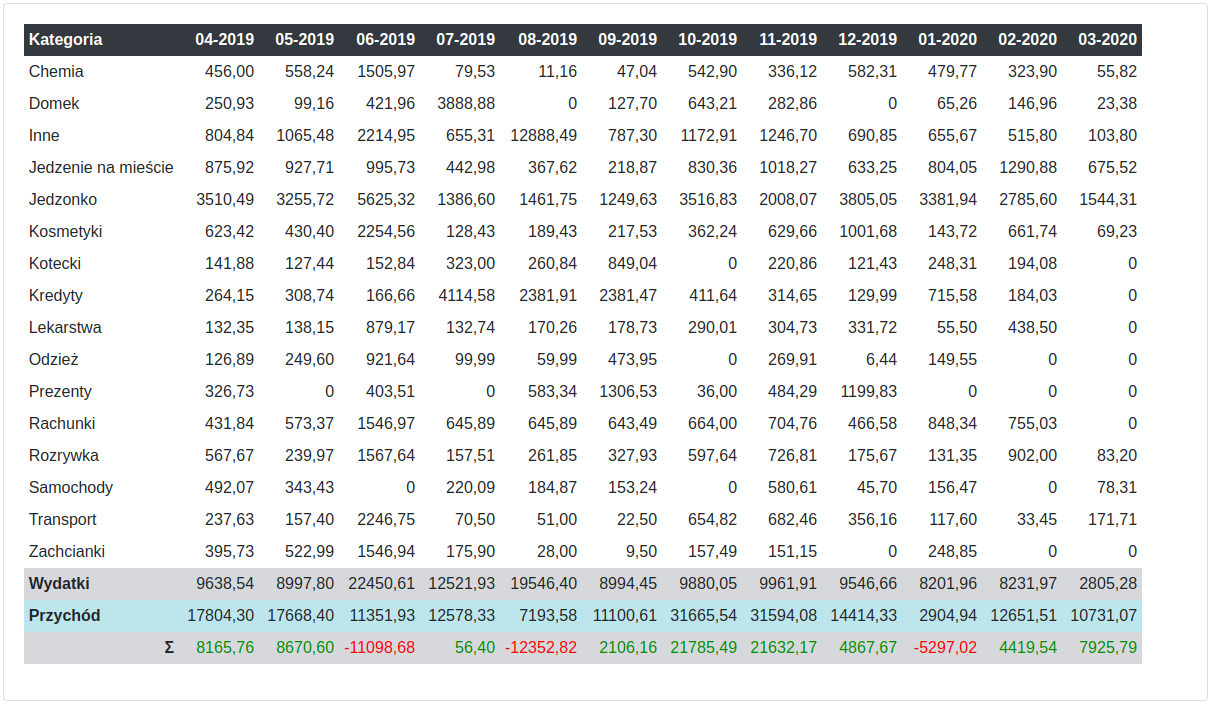 Kategoria 04-2019 05-2019 06-2019 07-2019 08-2019 09-2019 10-2019 11-2019 12-2019 01-2020 02-2020 03-2020
Chemia 456,00 558,24 1505,97 79,53 11,16 47,04 542,90 336,12 582,31 479,77 323,90 55,82
Domek 250,93 99,16 421,96 3888,88 0 127,70 643,21 282,86 0 65,26 146,96 23,38
Inne 804,84 1065,48 2214,95 655,31 12888,49 787,30 1172,91 1246,70 690,85 655,67 515,80 103,80
Jedzenie na mieście 875,92 927,71 995,73 442,98 367,62 218,87 830,36 1018,27 633,25 804,05 1290,88 675,52
Jedzonko 3510,49 3255,72 5625,32 1386,60 1461,75 1249,63 3516,83 2008,07 3805,05 3381,94 2785,60 1544,31
Kosmetyki 623,42 430,40 2254,56 128,43 189,43 217,53 362,24 629,66 1001,68 143,72 661,74 69,23
Kotecki 141,88 127,44 152,84 323,00 260,84 849,04 0 220,86 121,43 248,31 194,08 0
Kredyty 264,15 308,74 166,66 4114,58 2381,91 2381,47 411,64 314,65 129,99 715,58 184,03 0
Lekarstwa 132,35 138,15 879,17 132,74 170,26 178,73 290,01 304,73 331,72 55,50 438,50 0
Odzież 126,89 249,60 921,64 99,99 59,99 473,95 0 269,91 6,44 149,55 0 0
Prezenty 326,73 0 403,51 0 583,34 1306,53 36,00 484,29 1199,83 0 0 0
Rachunki 431,84 573,37 1546,97 645,89 645,89 643,49 664,00 704,76 466,58 848,34 755,03 0
Rozrywka 567,67 239,97 1567,64 157,51 261,85 327,93 597,64 726,81 175,67 131,35 902,00 83,20
Samochody 492,07 343,43 0 220,09 184,87 153,24 0 580,61 45,70 156,47 0 78,31
Transport 237,63 157,40 2246,75 70,50 51,00 22,50 654,82 682,46 356,16 117,60 33,45 171,71
Zachcianki 395,73 522,99 1546,94 175,90 28,00 9,50 157,49 151,15 0 248,85 0 0
Wydatki 9638,54 8997,80 22450,61 12521,93 19546,40 8994,45 9880,05 9961,91 9546,66 8201,96 8231,97 2805,28
Przychód 17804,30 17668,40 11351,93 12578,33 7193,58 11100,61 31665,54 31594,08 14414,33 2904,94 12651,51 10731,07
Σ 8165,76 8670,60 -11098,68 56,40 -12352,82 2106,16 21785,49 21632,17 4867,67 -5297,02 4419,54 7925,79